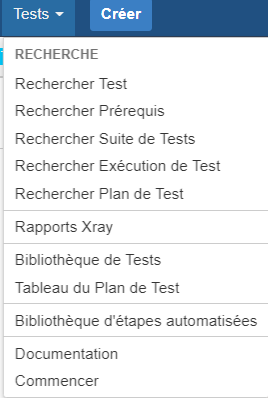 Tests Créer
RECHERCHE
Rechercher Test
Rechercher Prérequis
Rechercher Suite de Tests
Rechercher Exécution de Test
Rechercher Plan de Test
Rapports Xray
Bibliothèque de Tests
Tableau du Plan de Test
Bibliothèque d'étapes automatisées
Documentation
Commencer